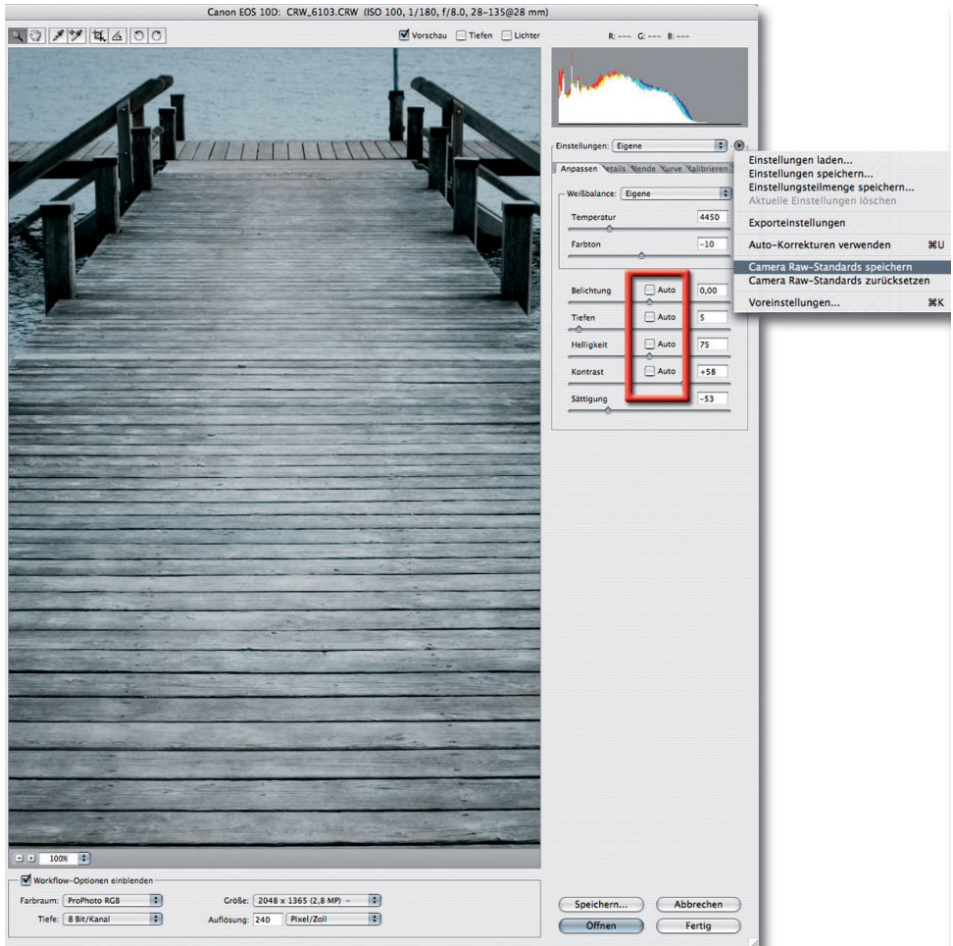 Canon EOS 10D: CRW_6103.CRW (ISO 100, 1/180, f/8.0, 28-135@28 mm)
Vorschau Tiefen Lichter R: --- G: --- B: ---
Einstellungen: Eigene
Anpassen Details Blende Kurve Kalibrieren
Weißbalance: Eigene
Temperatur 4450
Farbton -10
Belichtung Auto 0,00
Tiefen Auto 5
Helligkeit Auto 75
Kontrast Auto +58
Sättigung -53
Einstellungen laden...
Einstellungen speichern...
Einstellungsteilmenge speichern...
Aktuelle Einstellungen löschen
Exporteinstellungen
Auto-Korrekturen verwenden ⌘U
Camera Raw-Standards speichern
Camera Raw-Standards zurücksetzen
Voreinstellungen... ⌘K
100%
Workflow-Optionen einblenden
Farbraum: ProPhoto RGB Größe: 2048 x 1365 (2,8 MP) -
Tiefe: 8 Bit/Kanal Auflösung: 240 Pixel/Zoll
Speichern... Abbrechen
Öffnen Fertig